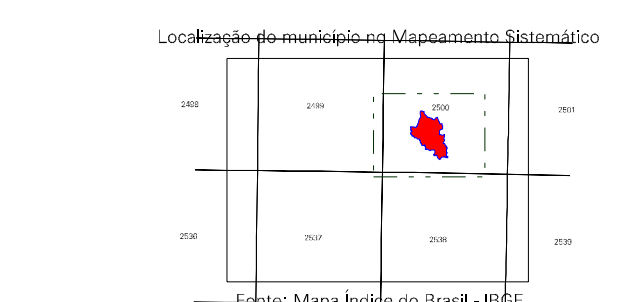 Localização do município no Mapeamento Sistemático
2498 2499 2500 2501
2536 2537 2538 2539
Fonte: Mapa Índice do Brasil - IBGE